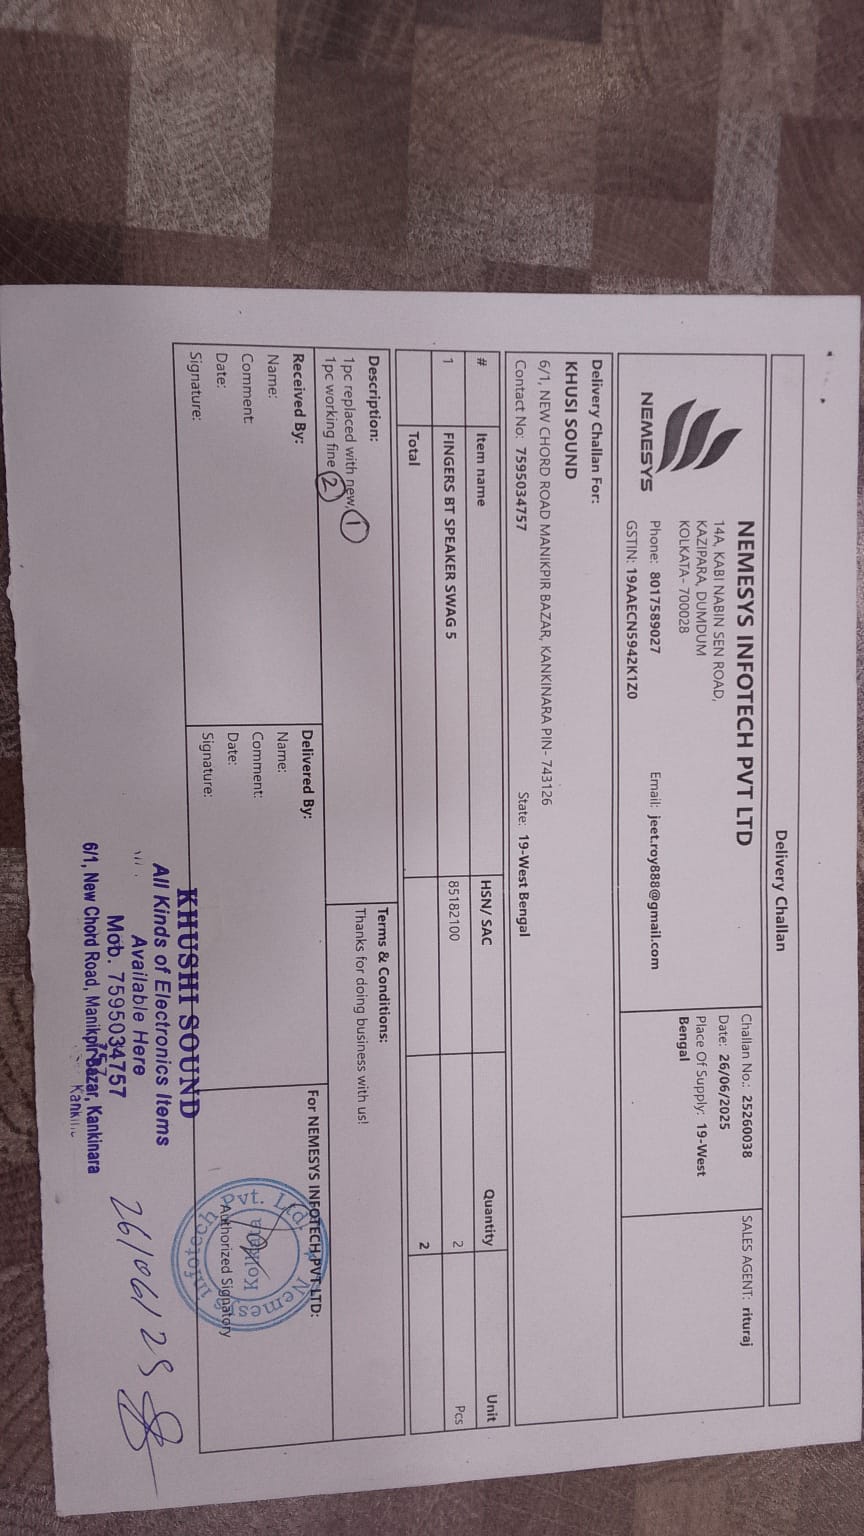 Delivery Challan
NEMESYS
NEMESYS INFOTECH PVT LTD
14A, KABI NABIN SEN ROAD,
KAZIPARA, DUMDUM
KOLKATA- 700028
Phone: 8017589027
Email: jeet.roy888@gmail.com
GSTIN: 19AAECN5942K1Z0
Challan No.: 25260038
Date: 26/06/2025
Place Of Supply: 19-West
Bengal
SALES AGENT: rituraj
Delivery Challan For:
KHUSI SOUND
6/1, NEW CHORD ROAD MANIKPIR BAZAR, KANKINARA PIN- 743126
Contact No: 7595034757
State: 19-West Bengal
# Item name HSN/ SAC Quantity Unit
1 FINGERS BT SPEAKER SWAG 5 85182100 2 Pcs
Total 2
Description:
1pc replaced with new, 1
1pc working fine 2
Terms & Conditions:
Thanks for doing business with us!
Received By:
Name:
Comment:
Date:
Signature:
Delivered By:
Name:
Comment:
Date:
Signature:
For NEMESYS INFOTECH PVT LTD:
Nemesys Infotech Pvt. Ltd.
Authorized Signatory
KHUSHI SOUND
All Kinds of Electronics Items
Available Here
Mob. 7595034757
6/1, New Chord Road, Manikpir Bazar, Kankinara
26/06/25